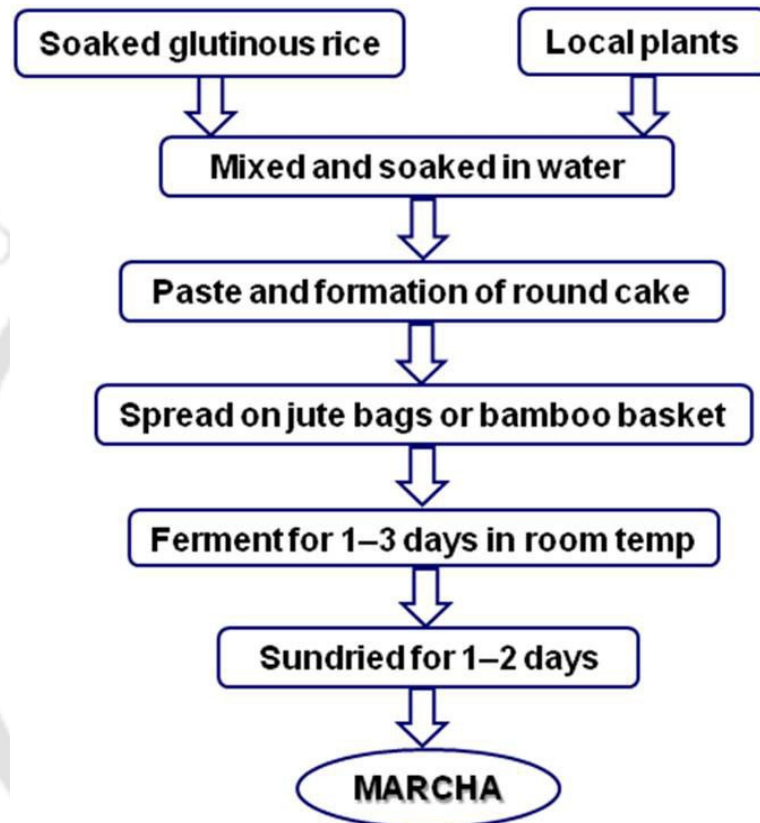 Soaked glutinous rice
Local plants
Mixed and soaked in water
Paste and formation of round cake
Spread on jute bags or bamboo basket
Ferment for 1–3 days in room temp
Sundried for 1–2 days
MARCHA